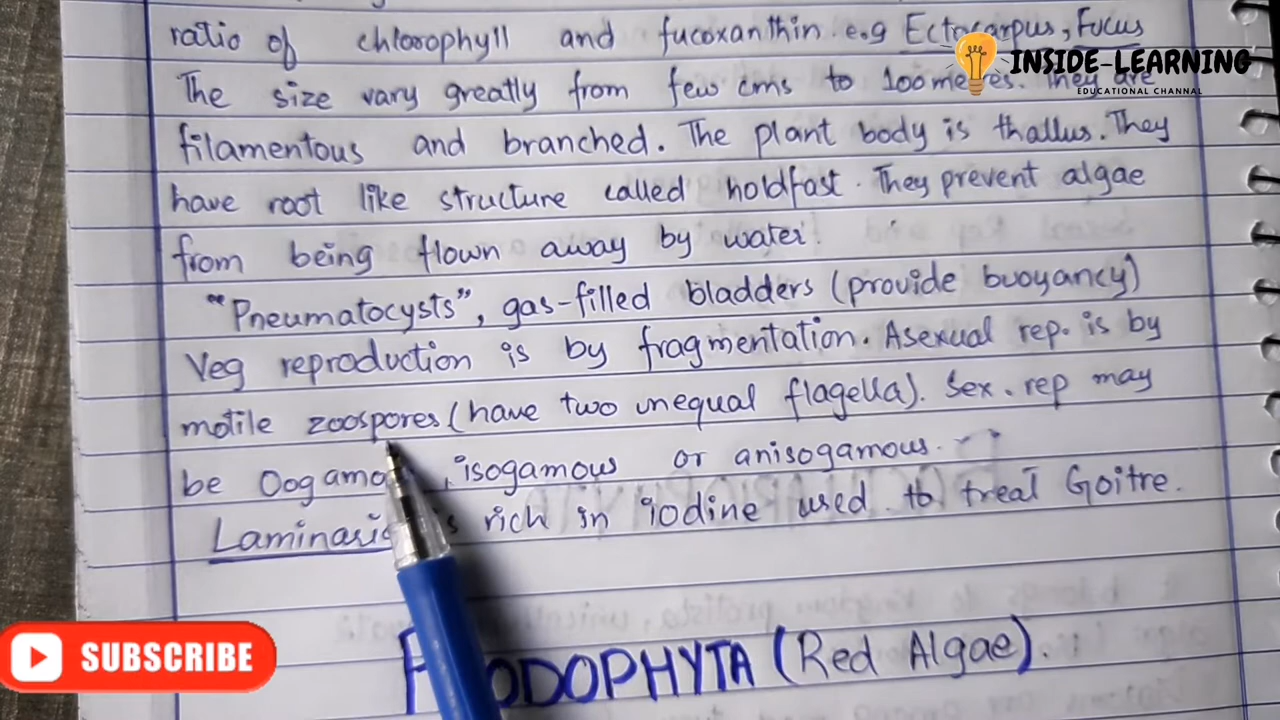 ratio of chlorophyll and fucoxanthin e.g Ectocarpus, Fucus
INSIDE-LEARNING
EDUCATIONAL CHANNEL
The size vary greatly from few cms to 100 metres. They are
filamentous and branched. The plant body is thallus. They
have root like structure called holdfast. They prevent algae
from being flown away by water.
"Pneumatocysts", gas-filled bladders (provide buoyancy)
Veg reproduction is by fragmentation. Asexual rep. is by
motile zoospores (have two unequal flagella). Sex. rep may
be Oogamo , isogamous or anisogamous.
Laminaria is rich in iodine used to treat Goitre.
SUBSCRIBE
ODOPHYTA (Red Algae).